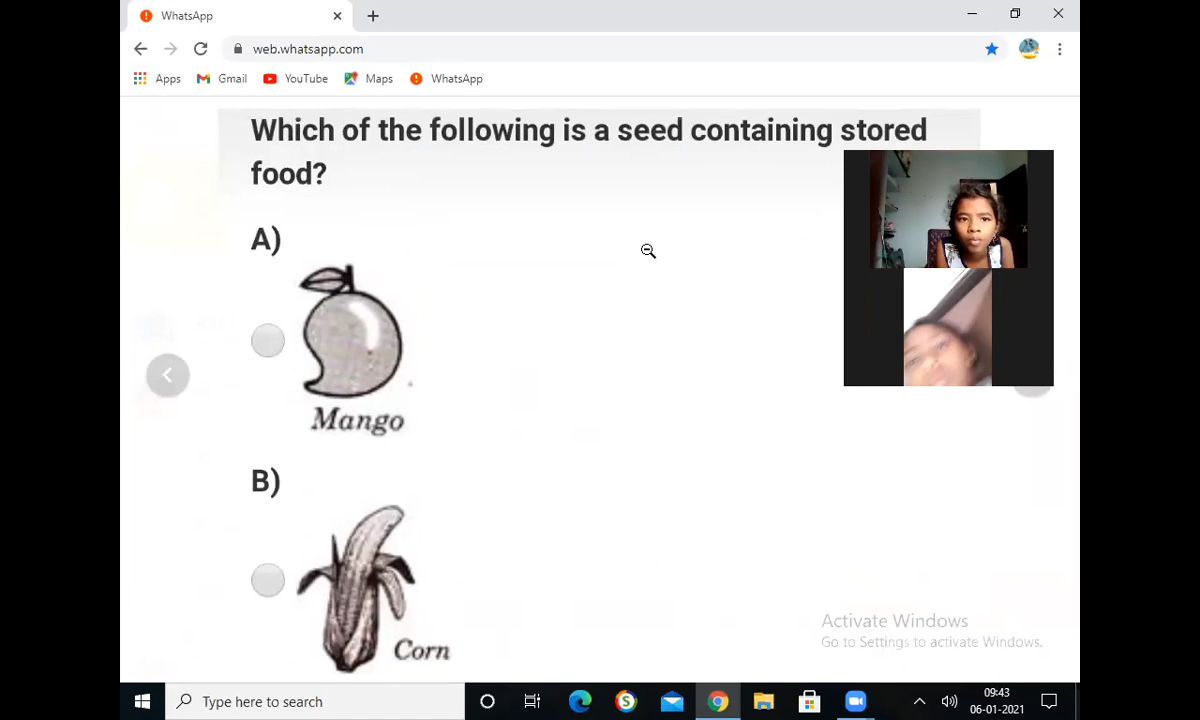 WhatsApp
web.whatsapp.com
Apps Gmail YouTube Maps WhatsApp
Which of the following is a seed containing stored
food?
A)
Mango
B)
Corn
Activate Windows
Go to Settings to activate Windows.
Type here to search
09:43
06-01-2021